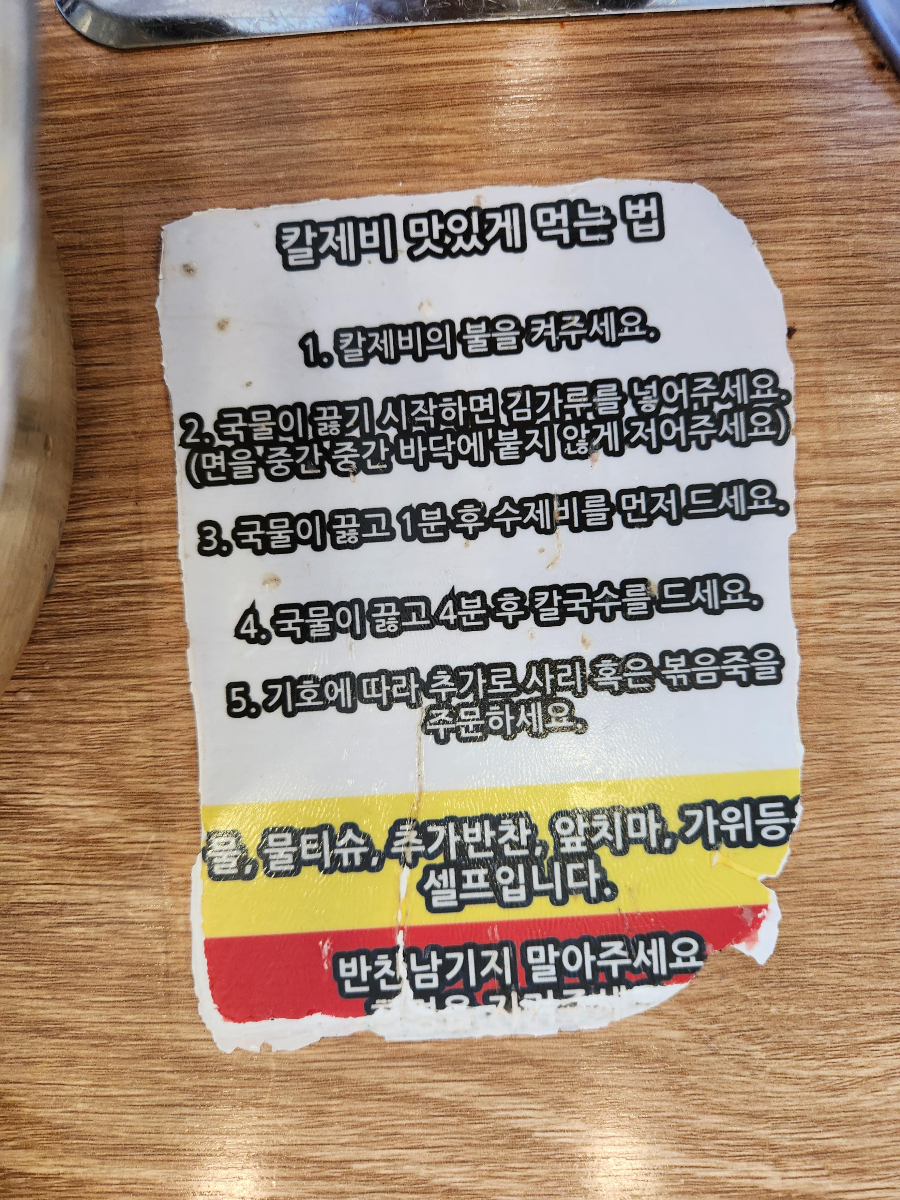 칼제비 맛있게 먹는 법
1. 칼제비의 불을 켜주세요.
2. 국물이 끓기 시작하면 김가루를 넣어주세요.
(면을 중간 중간 바닥에 붙지 않게 저어주세요)
3. 국물이 끓고 1분 후 수제비를 먼저 드세요.
4. 국물이 끓고 4분 후 칼국수를 드세요.
5. 기호에 따라 추가로 사리 혹은 볶음죽을
주문하세요.
물, 물티슈, 추가반찬, 앞치마, 가위등
셀프입니다.
반찬남기지 말아주세요